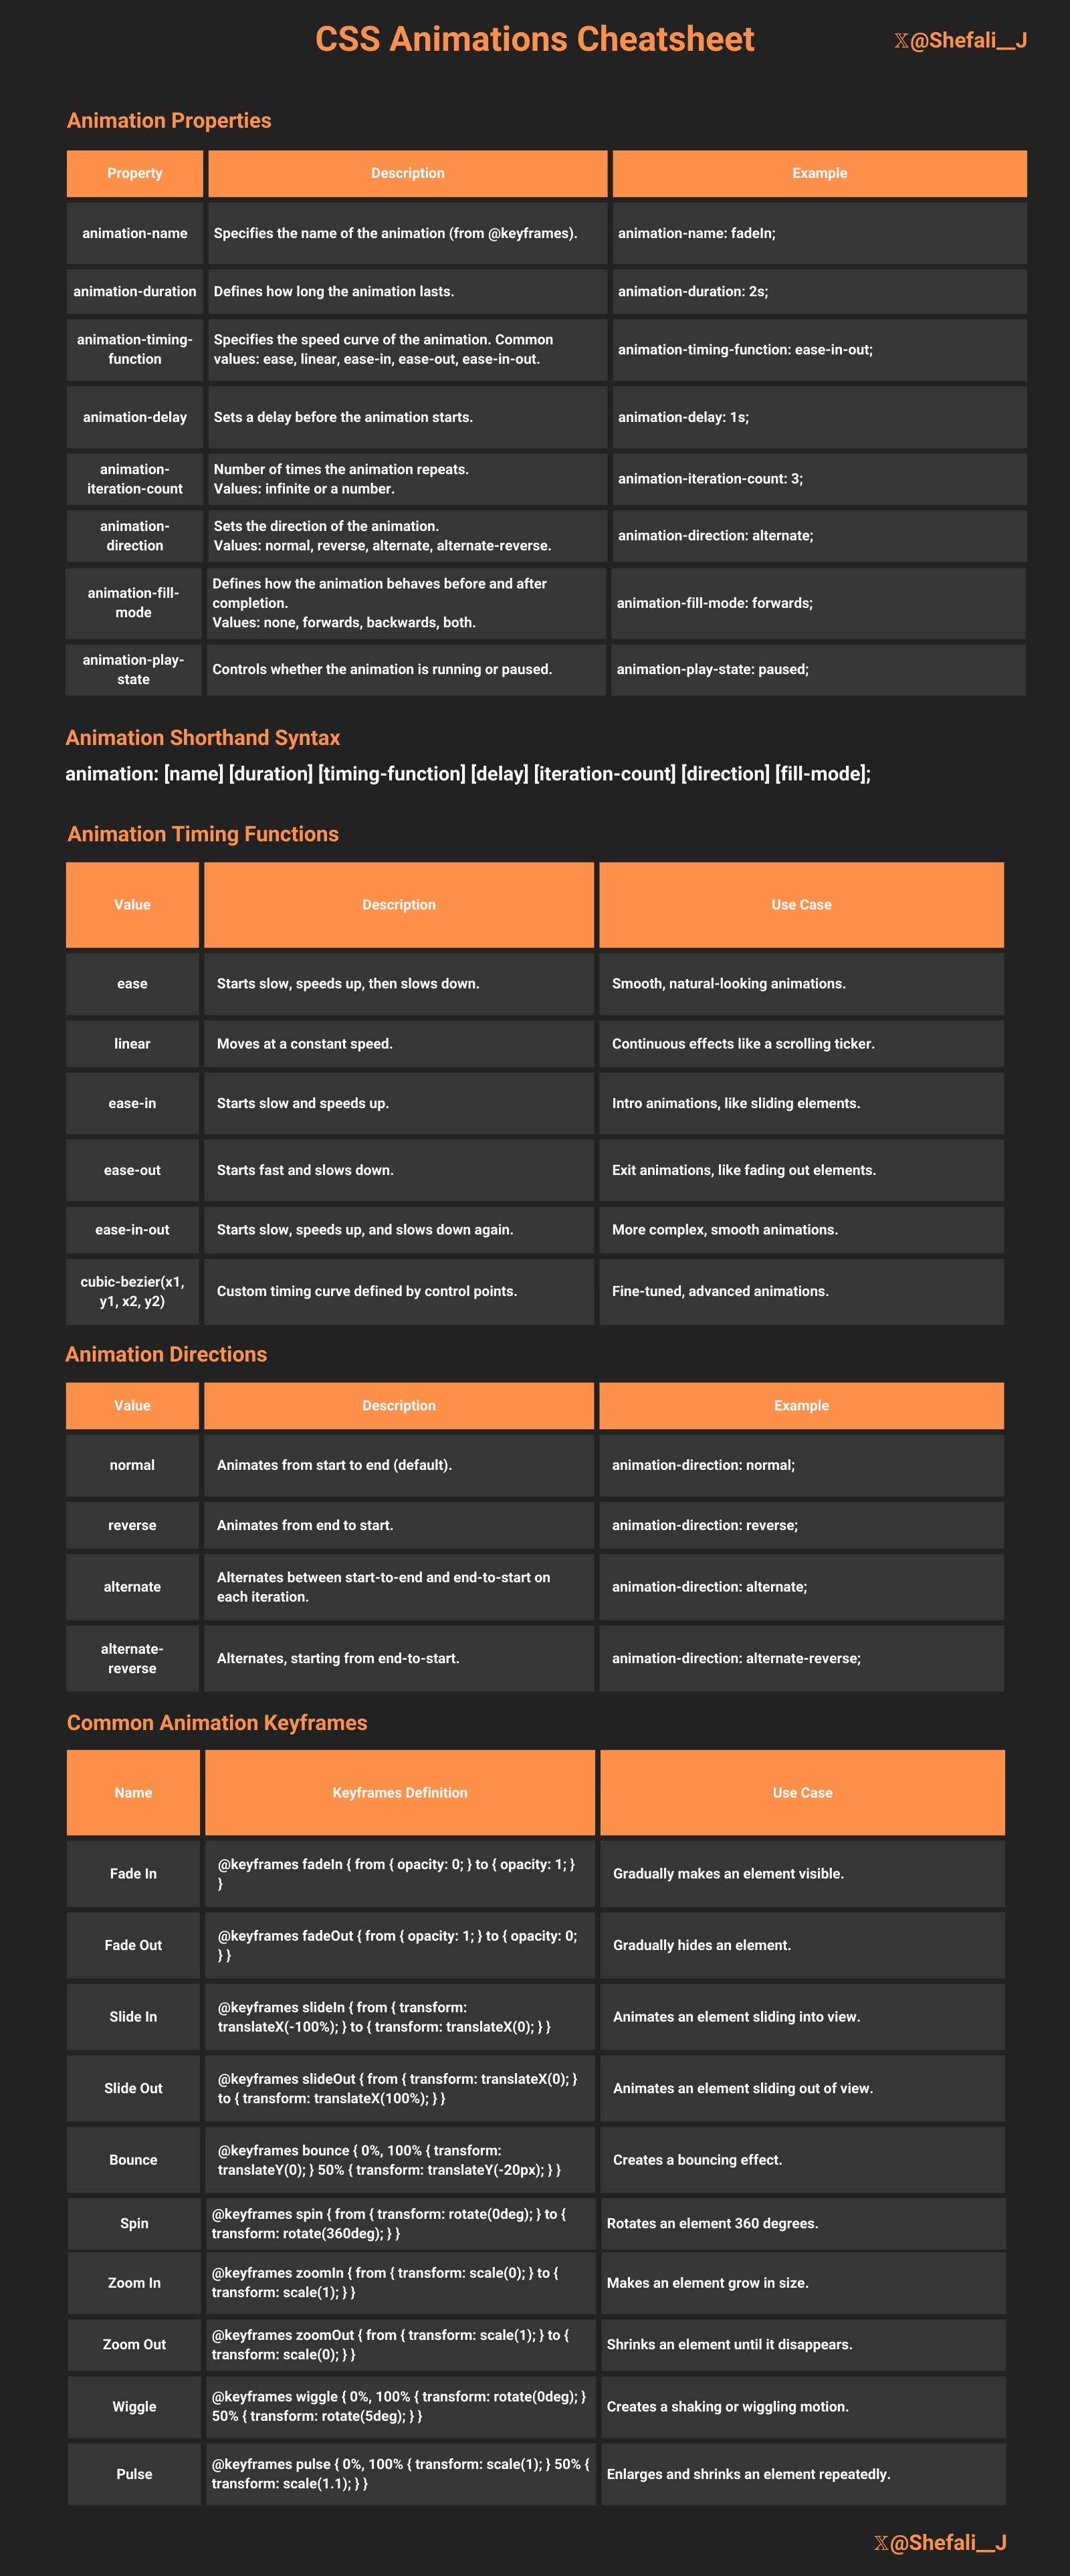 CSS Animations Cheatsheet
𝕏@Shefali__J
Animation Properties
Property
Description
Example
animation-name
Specifies the name of the animation (from @keyframes).
animation-name: fadeIn;
animation-duration
Defines how long the animation lasts.
animation-duration: 2s;
animation-timing-
function
Specifies the speed curve of the animation. Common
values: ease, linear, ease-in, ease-out, ease-in-out.
animation-timing-function: ease-in-out;
animation-delay
Sets a delay before the animation starts.
animation-delay: 1s;
animation-
iteration-count
Number of times the animation repeats.
Values: infinite or a number.
animation-iteration-count: 3;
animation-
direction
Sets the direction of the animation.
Values: normal, reverse, alternate, alternate-reverse.
animation-direction: alternate;
animation-fill-
mode
Defines how the animation behaves before and after
completion.
Values: none, forwards, backwards, both.
animation-fill-mode: forwards;
animation-play-
state
Controls whether the animation is running or paused.
animation-play-state: paused;
Animation Shorthand Syntax
animation: [name] [duration] [timing-function] [delay] [iteration-count] [direction] [fill-mode];
Animation Timing Functions
Value
Description
Use Case
ease
Starts slow, speeds up, then slows down.
Smooth, natural-looking animations.
linear
Moves at a constant speed.
Continuous effects like a scrolling ticker.
ease-in
Starts slow and speeds up.
Intro animations, like sliding elements.
ease-out
Starts fast and slows down.
Exit animations, like fading out elements.
ease-in-out
Starts slow, speeds up, and slows down again.
More complex, smooth animations.
cubic-bezier(x1,
y1, x2, y2)
Custom timing curve defined by control points.
Fine-tuned, advanced animations.
Animation Directions
Value
Description
Example
normal
Animates from start to end (default).
animation-direction: normal;
reverse
Animates from end to start.
animation-direction: reverse;
alternate
Alternates between start-to-end and end-to-start on
each iteration.
animation-direction: alternate;
alternate-
reverse
Alternates, starting from end-to-start.
animation-direction: alternate-reverse;
Common Animation Keyframes
Name
Keyframes Definition
Use Case
Fade In
@keyframes fadeIn { from { opacity: 0; } to { opacity: 1; }
}
Gradually makes an element visible.
Fade Out
@keyframes fadeOut { from { opacity: 1; } to { opacity: 0;
} }
Gradually hides an element.
Slide In
@keyframes slideIn { from { transform:
translateX(-100%); } to { transform: translateX(0); } }
Animates an element sliding into view.
Slide Out
@keyframes slideOut { from { transform: translateX(0); }
to { transform: translateX(100%); } }
Animates an element sliding out of view.
Bounce
@keyframes bounce { 0%, 100% { transform:
translateY(0); } 50% { transform: translateY(-20px); } }
Creates a bouncing effect.
Spin
@keyframes spin { from { transform: rotate(0deg); } to {
transform: rotate(360deg); } }
Rotates an element 360 degrees.
Zoom In
@keyframes zoomIn { from { transform: scale(0); } to {
transform: scale(1); } }
Makes an element grow in size.
Zoom Out
@keyframes zoomOut { from { transform: scale(1); } to {
transform: scale(0); } }
Shrinks an element until it disappears.
Wiggle
@keyframes wiggle { 0%, 100% { transform: rotate(0deg); }
50% { transform: rotate(5deg); } }
Creates a shaking or wiggling motion.
Pulse
@keyframes pulse { 0%, 100% { transform: scale(1); } 50% {
transform: scale(1.1); } }
Enlarges and shrinks an element repeatedly.
𝕏@Shefali__J